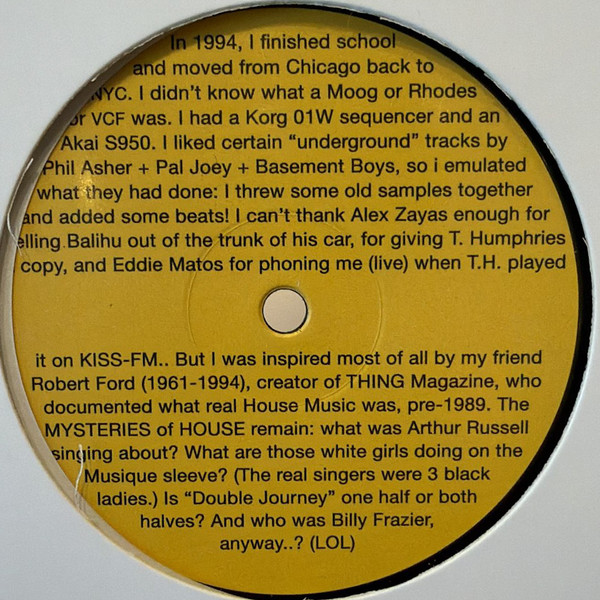 In 1994, I finished school
and moved from Chicago back to
NYC. I didn't know what a Moog or Rhodes
or VCF was. I had a Korg 01W sequencer and an
Akai S950. I liked certain "underground" tracks by
Phil Asher + Pal Joey + Basement Boys, so i emulated
what they had done: I threw some old samples together
and added some beats! I can't thank Alex Zayas enough for
elling Balihu out of the trunk of his car, for giving T. Humphries
copy, and Eddie Matos for phoning me (live) when T.H. played
it on KISS-FM.. But I was inspired most of all by my friend
Robert Ford (1961-1994), creator of THING Magazine, who
documented what real House Music was, pre-1989. The
MYSTERIES of HOUSE remain: what was Arthur Russell
singing about? What are those white girls doing on the
Musique sleeve? (The real singers were 3 black
ladies.) Is "Double Journey" one half or both
halves? And who was Billy Frazier,
anyway..? (LOL)